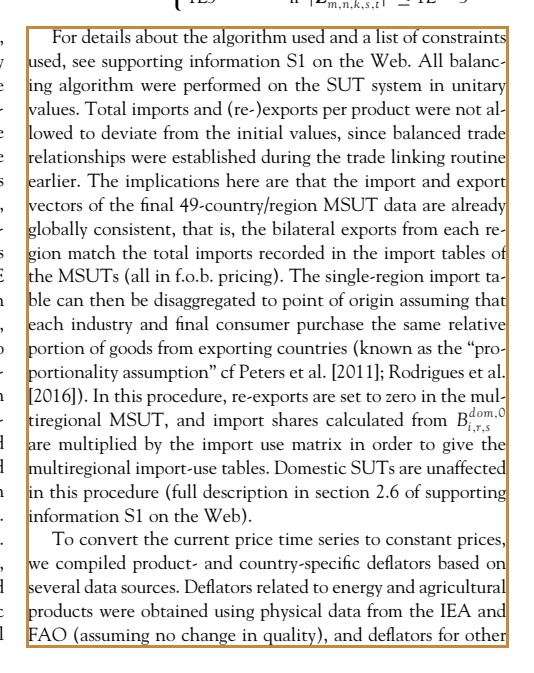 For details about the algorithm used and a list of constraints
used, see supporting information S1 on the Web. All balanc-
ing algorithm were performed on the SUT system in unitary
values. Total imports and (re-)exports per product were not al-
lowed to deviate from the initial values, since balanced trade
relationships were established during the trade linking routine
earlier. The implications here are that the import and export
vectors of the final 49-country/region MSUT data are already
globally consistent, that is, the bilateral exports from each re-
gion match the total imports recorded in the import tables of
the MSUTs (all in f.o.b. pricing). The single-region import ta-
ble can then be disaggregated to point of origin assuming that
each industry and final consumer purchase the same relative
portion of goods from exporting countries (known as the “pro-
portionality assumption” cf Peters et al. [2011]; Rodrigues et al.
[2016]). In this procedure, re-exports are set to zero in the mul-
tiregional MSUT, and import shares calculated from B_{i,r,s}^{dom,0}
are multiplied by the import use matrix in order to give the
multiregional import-use tables. Domestic SUTs are unaffected
in this procedure (full description in section 2.6 of supporting
information S1 on the Web).
To convert the current price time series to constant prices,
we compiled product- and country-specific deflators based on
several data sources. Deflators related to energy and agricultural
products were obtained using physical data from the IEA and
FAO (assuming no change in quality), and deflators for other